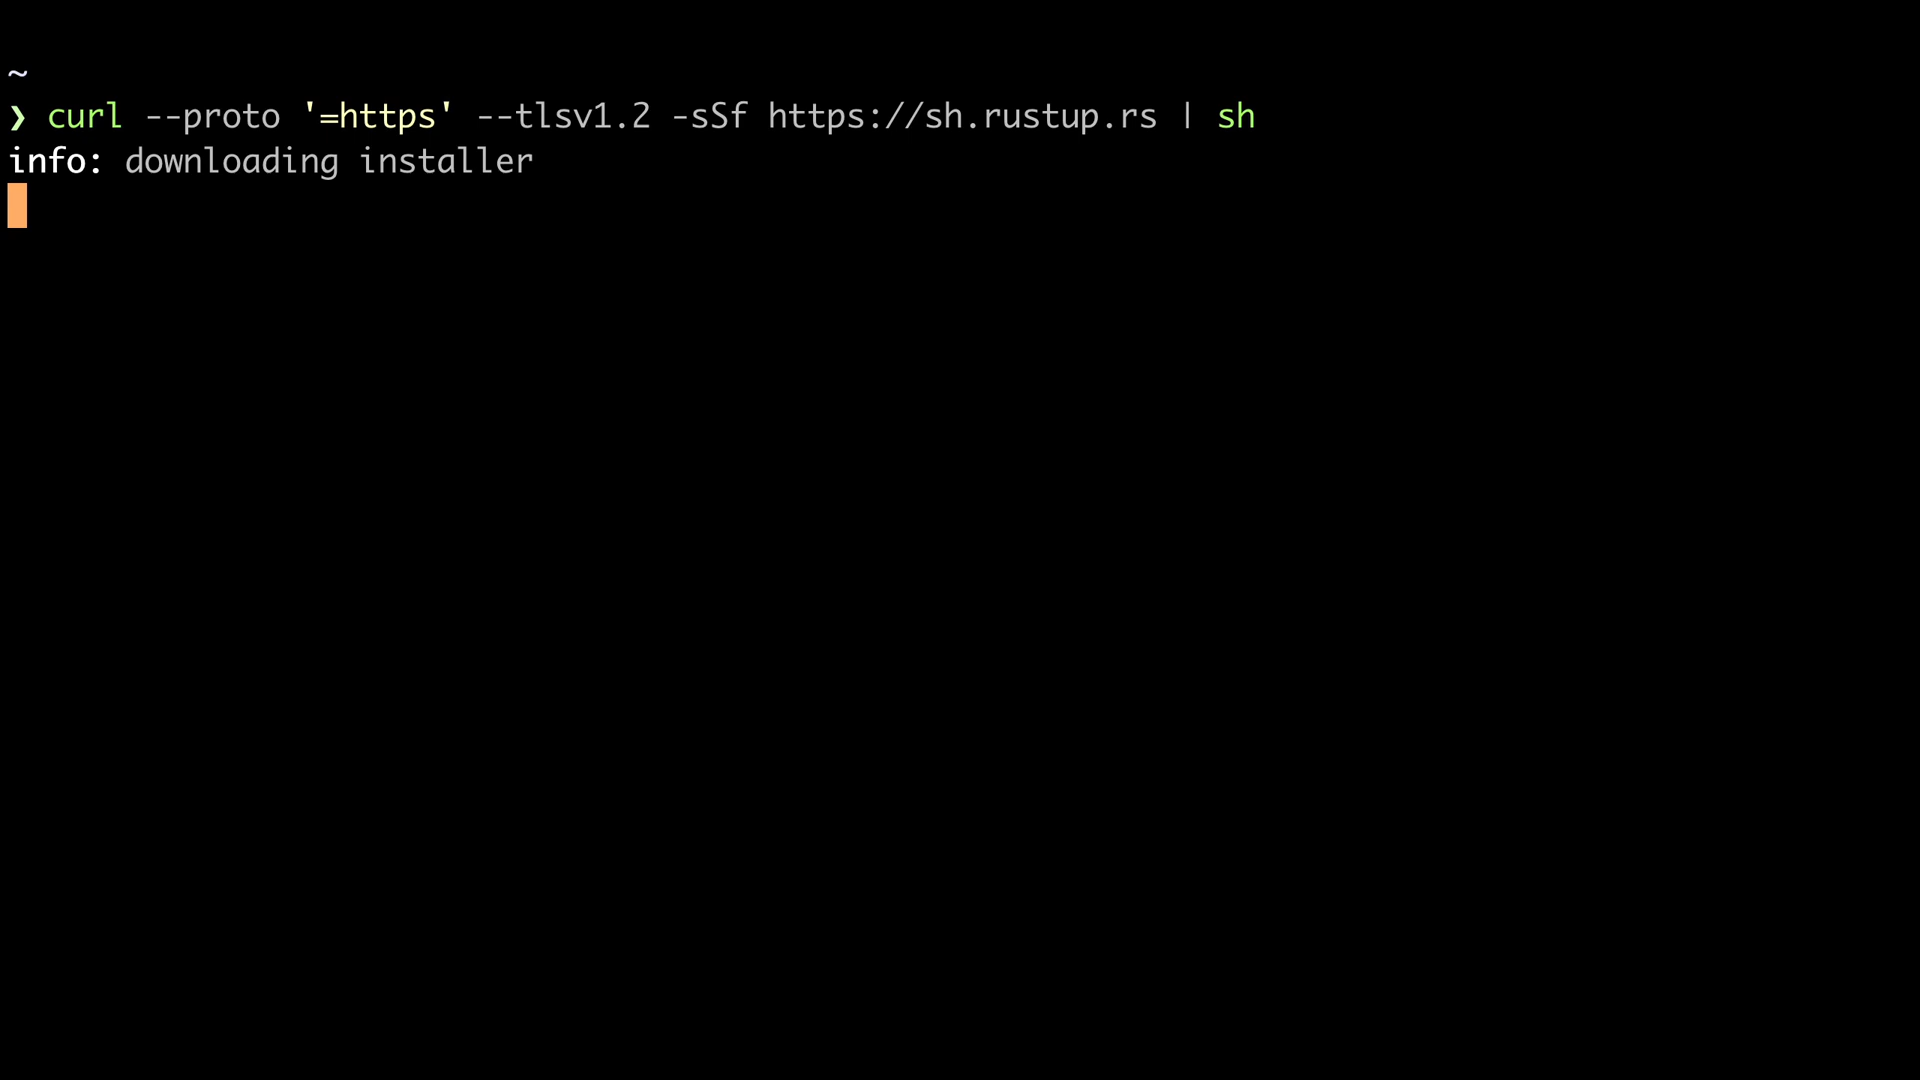 ~
❯ curl --proto '=https' --tlsv1.2 -sSf https://sh.rustup.rs | sh
info: downloading installer